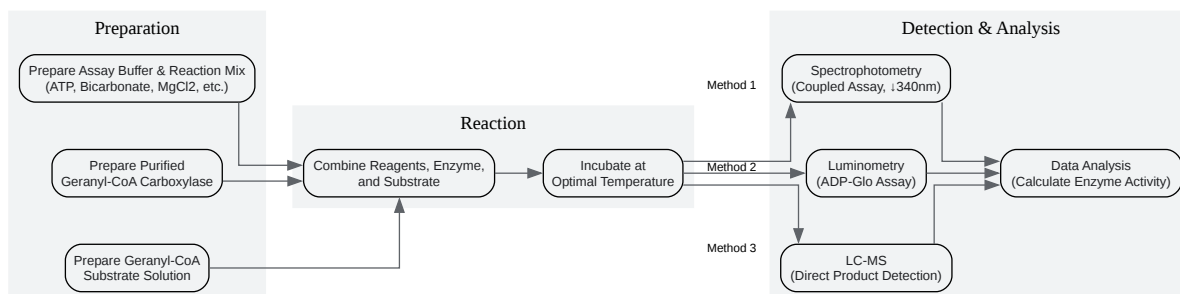 Preparation
Prepare Assay Buffer & Reaction Mix
(ATP, Bicarbonate, MgCl2, etc.)
Prepare Purified
Geranyl-CoA Carboxylase
Prepare Geranyl-CoA
Substrate Solution
Reaction
Combine Reagents, Enzyme,
and Substrate
Incubate at
Optimal Temperature
Method 1
Method 2
Method 3
Detection & Analysis
Spectrophotometry
(Coupled Assay, ↓340nm)
Luminometry
(ADP-Glo Assay)
LC-MS
(Direct Product Detection)
Data Analysis
(Calculate Enzyme Activity)